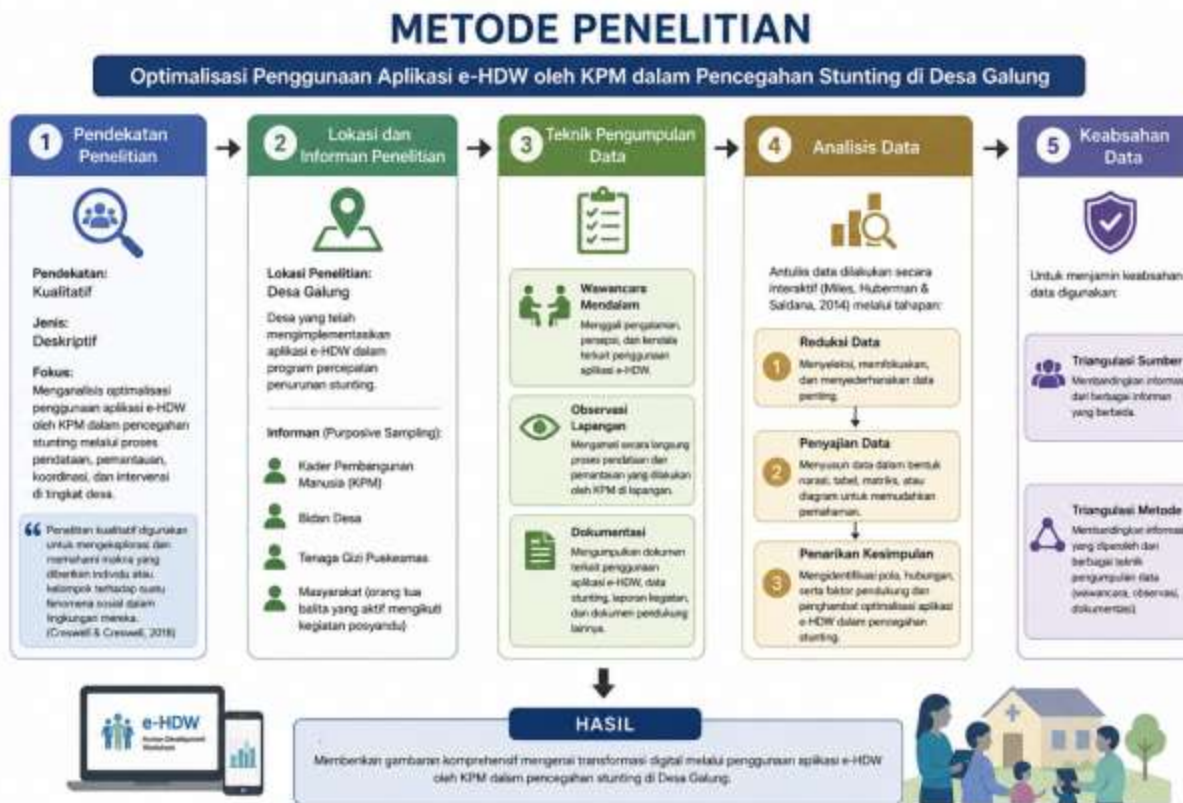 METODE PENELITIAN
Optimalisasi Penggunaan Aplikasi e-HDW oleh KPM dalam Pencegahan Stunting di Desa Galung
1
Pendekatan
Penelitian
Pendekatan:
Kualitatif
Jenis:
Deskriptif
Fokus:
Menganalisis optimalisasi
penggunaan aplikasi e-HDW
oleh KPM dalam pencegahan
stunting melalui proses
pendataan, pemantauan,
koordinasi, dan intervensi
di tingkat desa.
Penelitian kualitatif digunakan
untuk mengeksplorasi dan
memahami makna yang
diberikan individu atau
kelompok terhadap suatu
fenomena sosial dalam
lingkungan mereka.
(Creswell & Creswell, 2018)
2
Lokasi dan
Informan Penelitian
Lokasi Penelitian:
Desa Galung
Desa yang telah
mengimplementasikan
aplikasi e-HDW dalam
program percepatan
penurunan stunting.
Informan (Purposive Sampling):
Kader Pembangunan
Manusia (KPM)
Bidan Desa
Tenaga Gizi Puskesmas
Masyarakat (orang tua
balita yang aktif mengikuti
kegiatan posyandu)
3
Teknik Pengumpulan
Data
Wawancara
Mendalam
Menggali pengalaman,
persepsi, dan kendala
terkait penggunaan
aplikasi e-HDW.
Observasi
Lapangan
Mengamati secara langsung
proses pendataan dan
pemantauan yang dilakukan
oleh KPM di lapangan.
Dokumentasi
Mengumpulkan dokumen
terkait penggunaan
aplikasi e-HDW, data
stunting, laporan kegiatan,
dan dokumen pendukung
lainnya.
4
Analisis Data
data dilakukan secara
interaktif (Miles, Huberman &
Saldana, 2014) melalui tahapan:
1
Reduksi Data
Menyeleksi, memfokuskan,
dan menyederhanakan data
penting.
2
Penyajian Data
Menyusun data dalam bentuk
narasi, tabel, matriks, atau
diagram untuk memudahkan
pemahaman.
3
Penarikan Kesimpulan
Mengidentifikasi pola, hubungan,
serta faktor pendukung dan
penghambat optimalisasi aplikasi
e-HDW dalam pencegahan
stunting.
5
Keabsahan
Data
Untuk menjamin keabsahan
data digunakan:
Triangulasi Sumber
Membandingkan informasi
dari berbagai informan
yang berbeda.
Triangulasi Metode
Membandingkan informasi
yang diperoleh dari
berbagai teknik
pengumpulan data
(wawancara, observasi,
dokumentasi).
e-HDW
Human Development
HASIL
Memberikan gambaran komprehensif mengenai transformasi digital melalui penggunaan aplikasi e-HDW
oleh KPM dalam pencegahan stunting di Desa Galung.